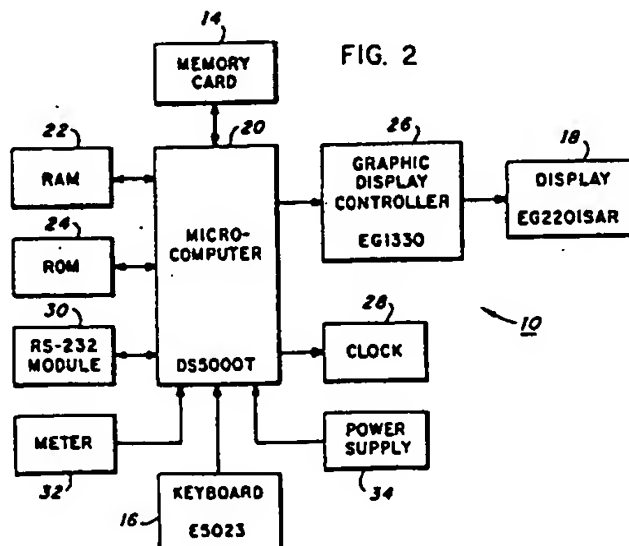 FIG. 2
14
MEMORY
CARD
20
22
RAM
24
ROM
30
RS-232
MODULE
MICRO-
COMPUTER
DS5000T
26
GRAPHIC
DISPLAY
CONTROLLER
EG1330
18
DISPLAY
EG2201SAR
10
28
CLOCK
METER
32
KEYBOARD
E5023
16
POWER
SUPPLY
34